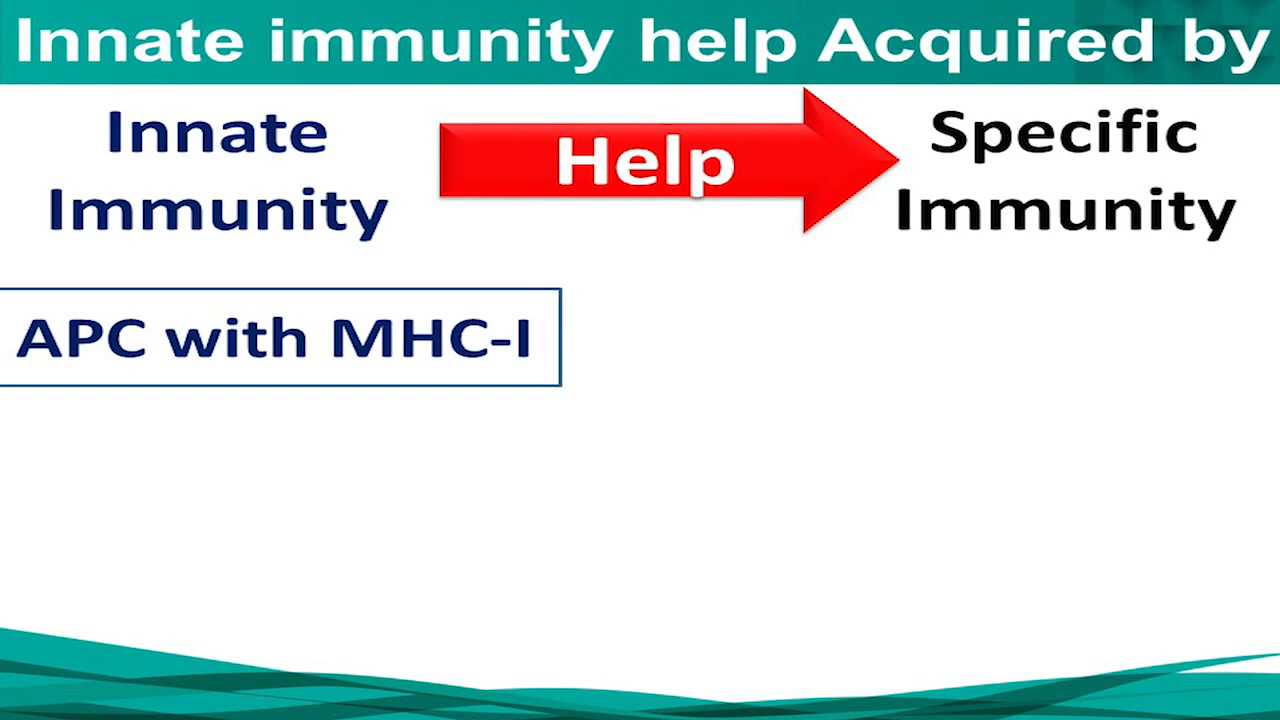 Innate immunity help Acquired by
Innate
Immunity
Help
Specific
Immunity
APC with MHC-I